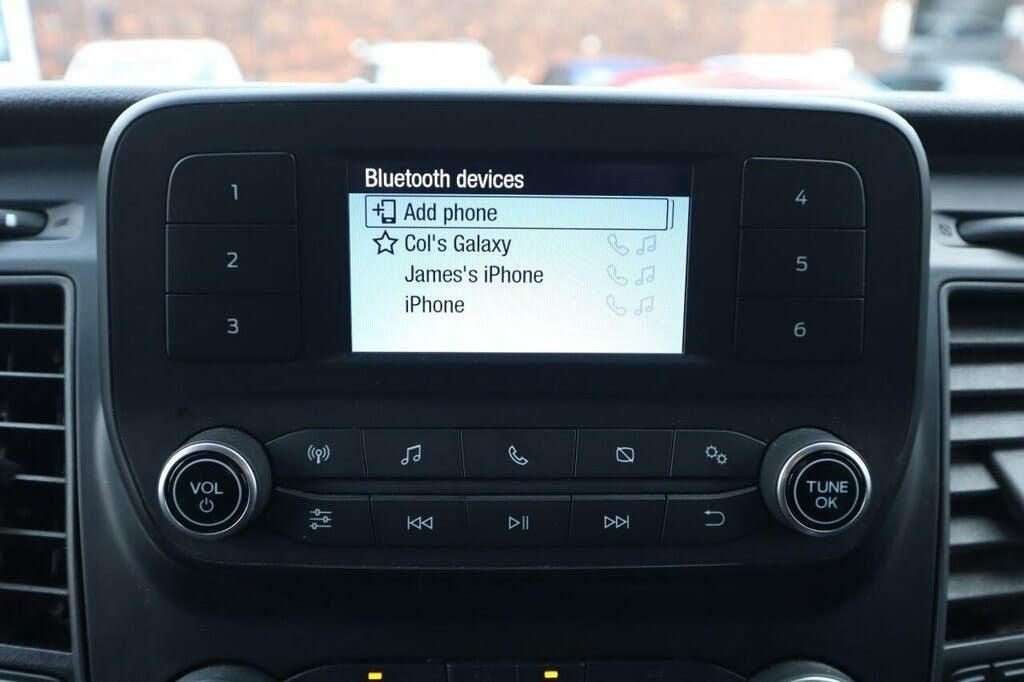 Bluetooth devices
Add phone
Col's Galaxy
James's iPhone
iPhone
1
2
3
4
5
6
VOL
TUNE
OK